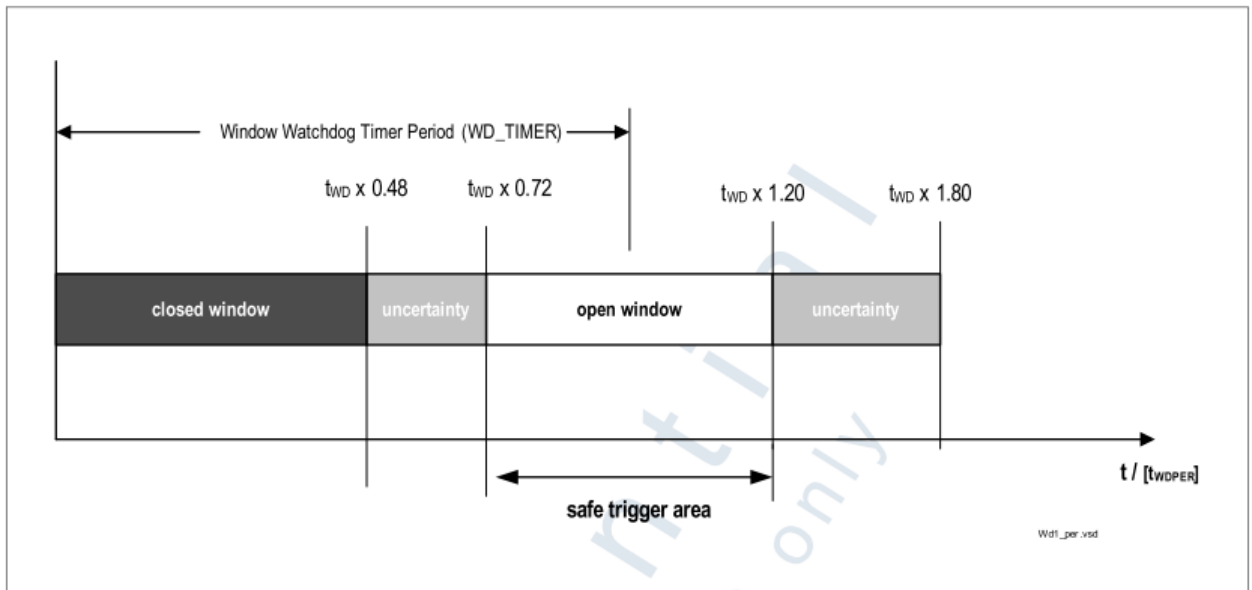 Window Watchdog Timer Period (WD_TIMER)
tWD x 0.48
tWD x 0.72
tWD x 1.20
tWD x 1.80
closed window
uncertainty
open window
uncertainty
t / [tWDPER]
safe trigger area
Wd1_per.vsd
n t i a l
only